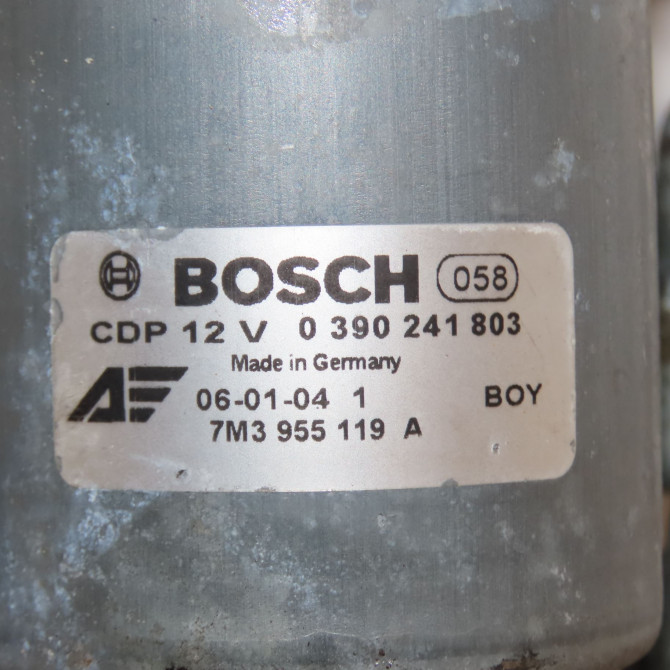 BOSCH 058
CDP 12 V 0 390 241 803
Made in Germany
AF 06-01-04 1 BOY
7M3 955 119 A